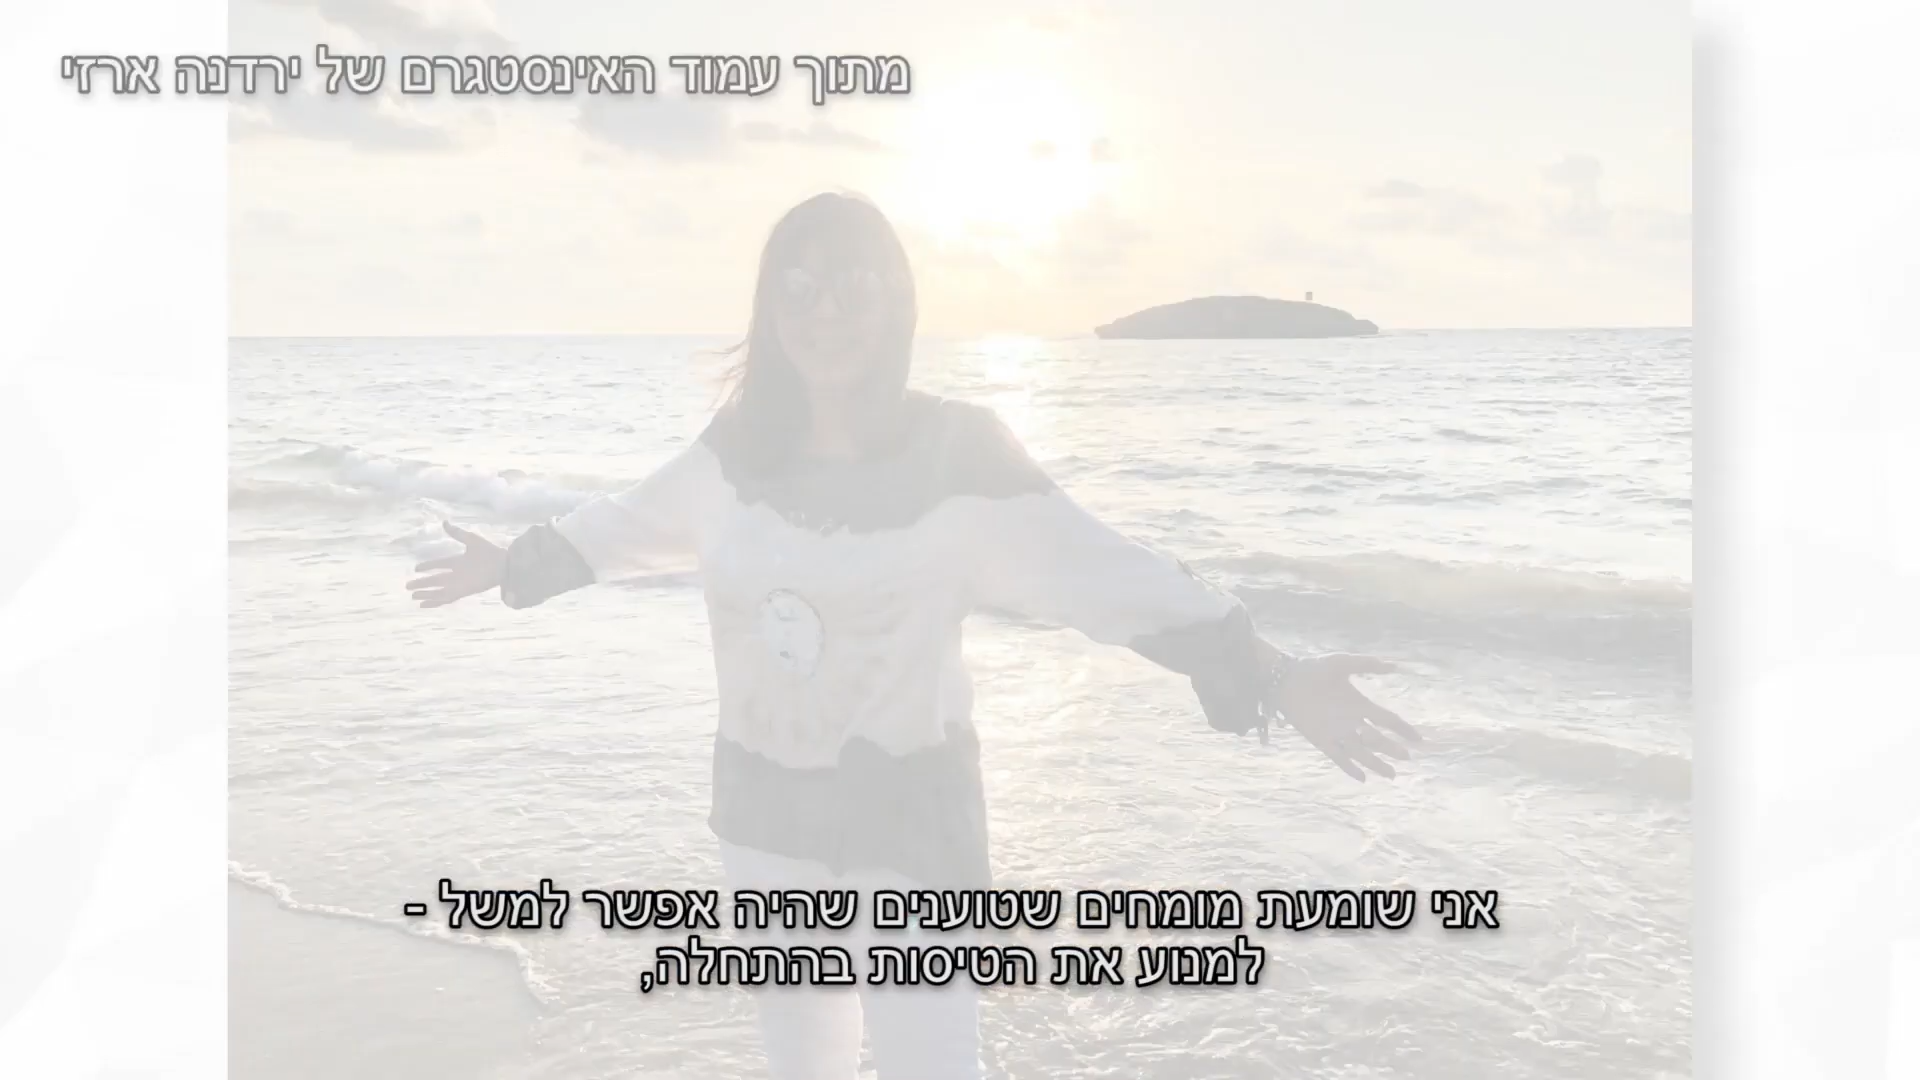 מתוך עמוד האינסטגרם של ירדנה ארזי
אני שומעת מומחים שטוענים שהיה אפשר למשל -
למנוע את הטיסות בהתחלה,